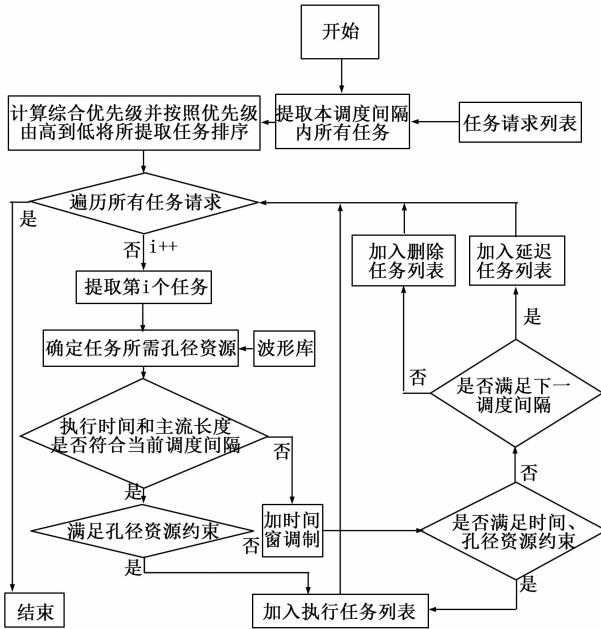 开始
计算综合优先级并按照优先级
由高到低将所提取任务排序
提取本调度间隔
内所有任务
任务请求列表
遍历所有任务请求
是
否
i++
提取第i个任务
加入删除
任务列表
加入延迟
任务列表
确定任务所需孔径资源
波形库
是
否
是否满足下一
调度间隔
执行时间和主流长度
是否符合当前调度间隔
否
是
否
满足孔径资源约束
加时间
窗调制
是否满足时间、
孔径资源约束
否
是
是
结束
加入执行任务列表